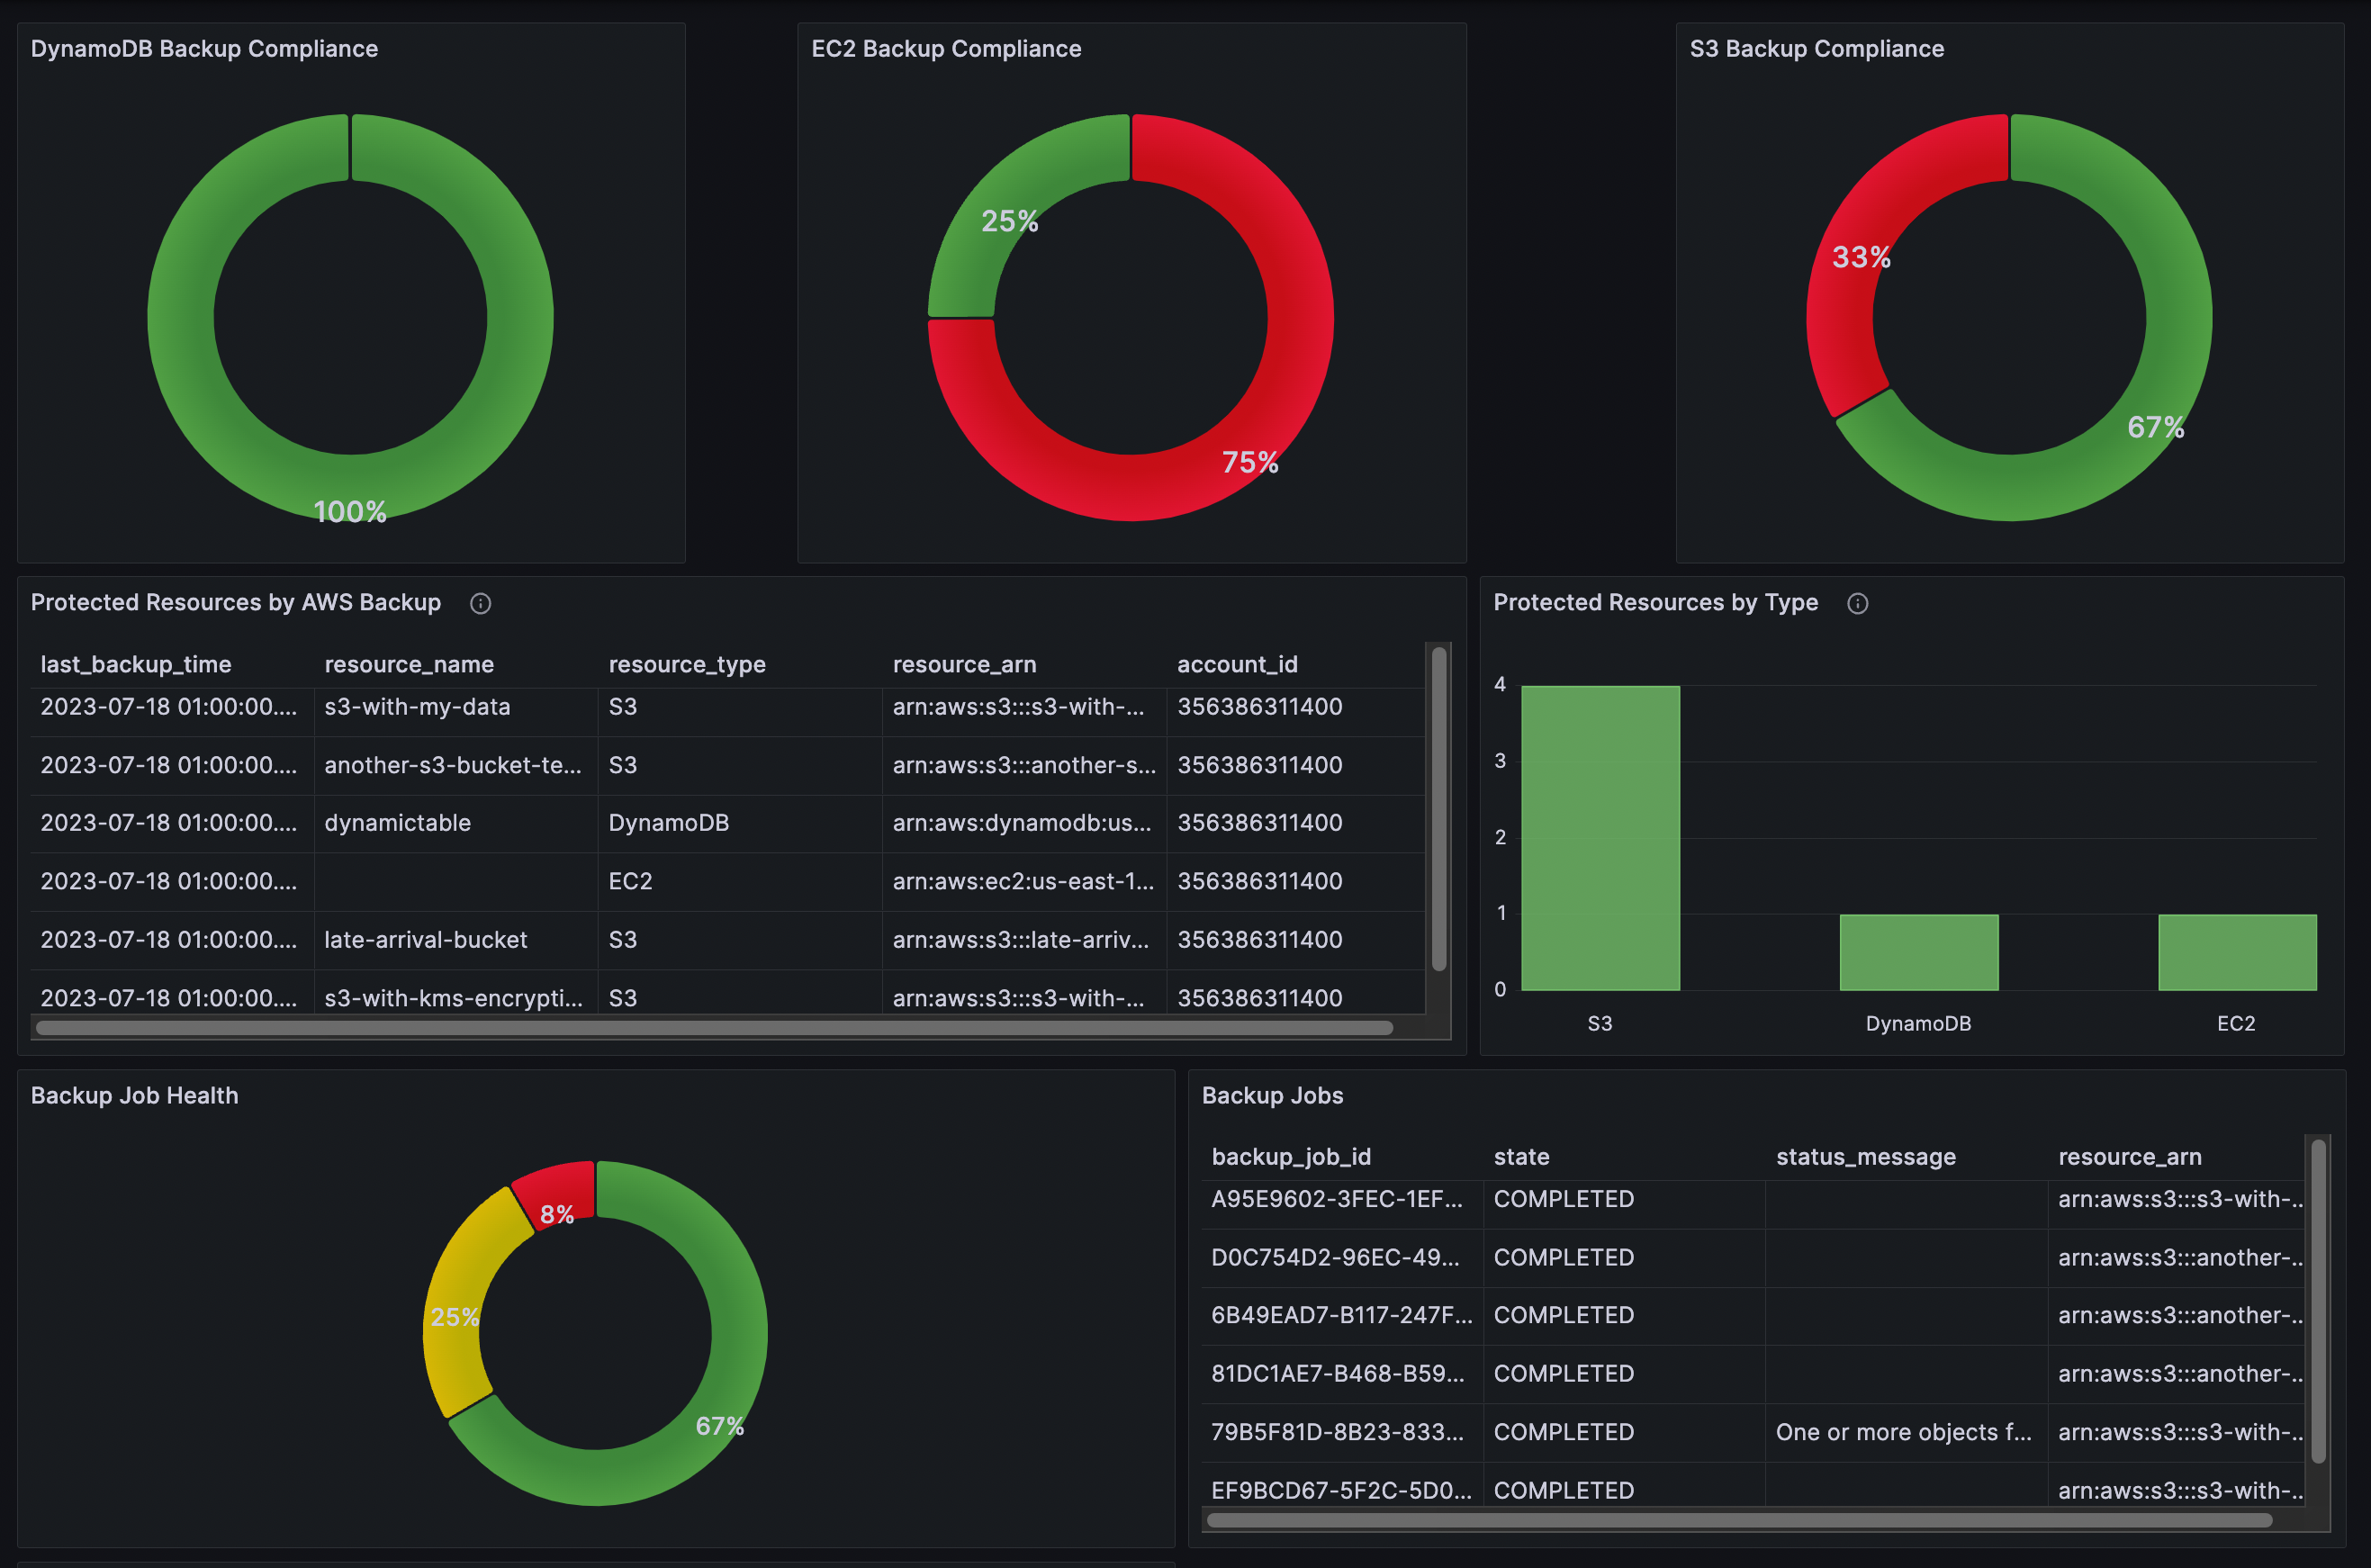 DynamoDB Backup Compliance
100%
EC2 Backup Compliance
25%
75%
S3 Backup Compliance
33%
67%
Protected Resources by AWS Backup
last_backup_time resource_name resource_type resource_arn account_id
2023-07-18 01:00:00.... s3-with-my-data S3 arn:aws:s3:::s3-with-... 356386311400
2023-07-18 01:00:00.... another-s3-bucket-te... S3 arn:aws:s3:::another-s... 356386311400
2023-07-18 01:00:00.... dynamictable DynamoDB arn:aws:dynamodb:us... 356386311400
2023-07-18 01:00:00.... EC2 arn:aws:ec2:us-east-1... 356386311400
2023-07-18 01:00:00.... late-arrival-bucket S3 arn:aws:s3:::late-arriv... 356386311400
2023-07-18 01:00:00.... s3-with-kms-encrypti... S3 arn:aws:s3:::s3-with-... 356386311400
Protected Resources by Type
4
3
2
1
0
S3 DynamoDB EC2
Backup Job Health
8%
25%
67%
Backup Jobs
backup_job_id state status_message resource_arn
A95E9602-3FEC-1EF... COMPLETED arn:aws:s3:::s3-with-...
D0C754D2-96EC-49... COMPLETED arn:aws:s3:::another-...
6B49EAD7-B117-247F... COMPLETED arn:aws:s3:::another-...
81DC1AE7-B468-B59... COMPLETED arn:aws:s3:::another-...
79B5F81D-8B23-833... COMPLETED One or more objects f... arn:aws:s3:::s3-with-...
EF9BCD67-5F2C-5D0... COMPLETED arn:aws:s3:::s3-with-...